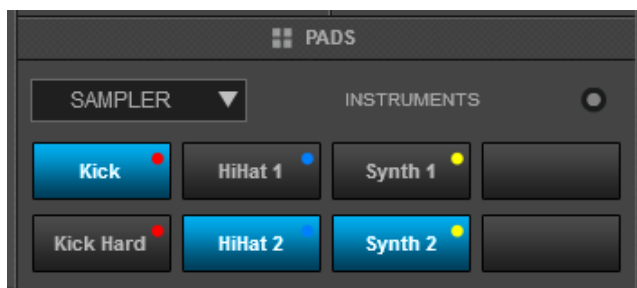 PADS
SAMPLER INSTRUMENTS
Kick HiHat 1 Synth 1
Kick Hard HiHat 2 Synth 2